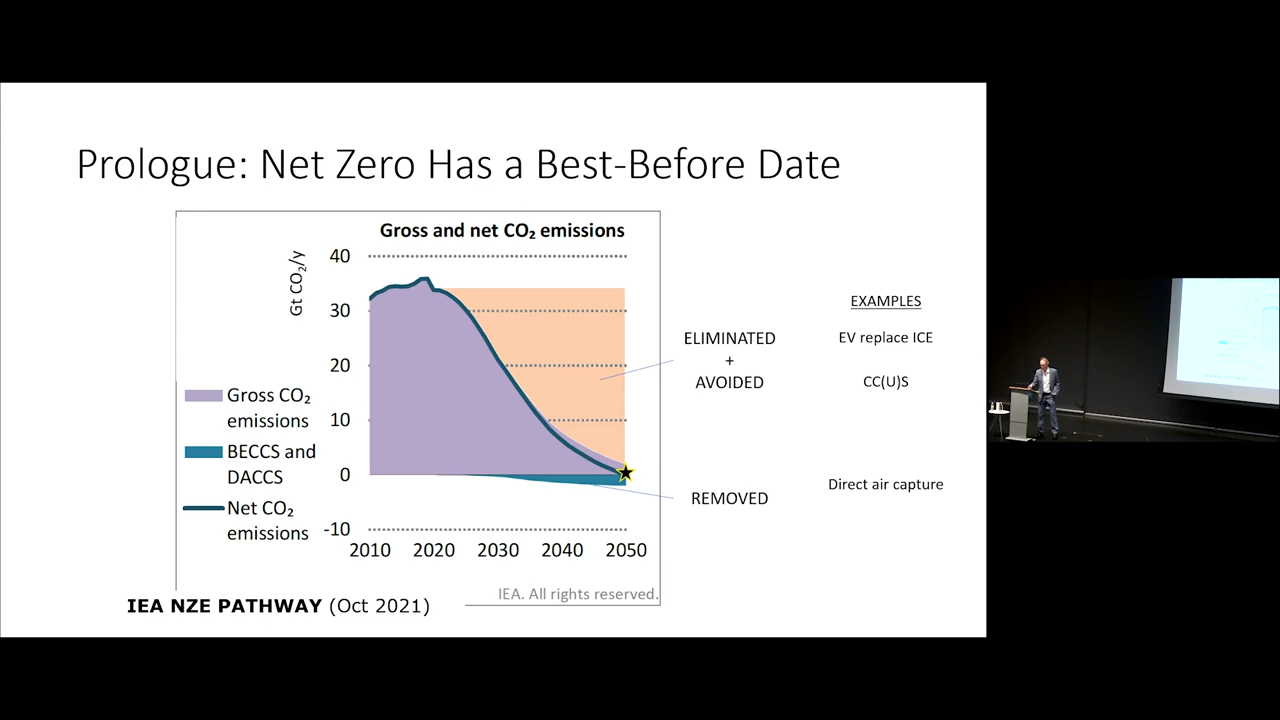 Prologue: Net Zero Has a Best-Before Date
Gross and net CO₂ emissions
Gt CO₂/y
40
30
20
10
0
-10
2010 2020 2030 2040 2050
Gross CO₂
emissions
BECCS and
DACCS
Net CO₂
emissions
IEA. All rights reserved.
IEA NZE PATHWAY (Oct 2021)
ELIMINATED
+
AVOIDED
REMOVED
EXAMPLES
EV replace ICE
CC(U)S
Direct air capture